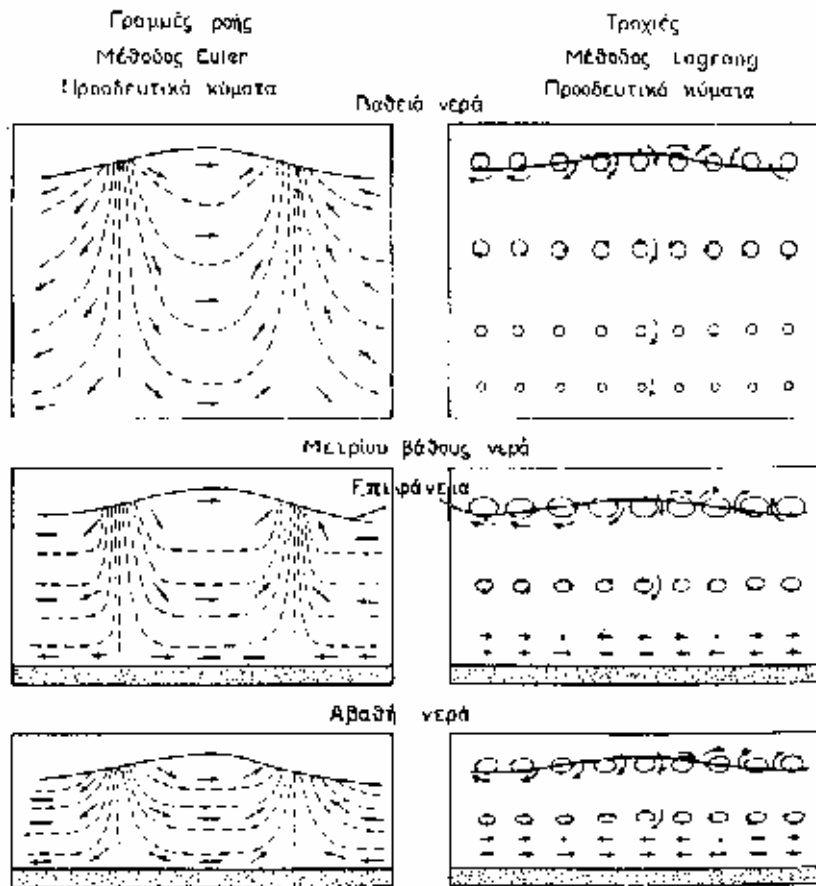 Γραμμές ροής
Μέθοδος Euler
Προοδευτικά κύματα
Τροχιές
Μέθοδος Lagrang
Προοδευτικά κύματα
Βαθειά νερά
Μετρίου βάθους νερά
Επιφάνεια
Αβαθή νερά